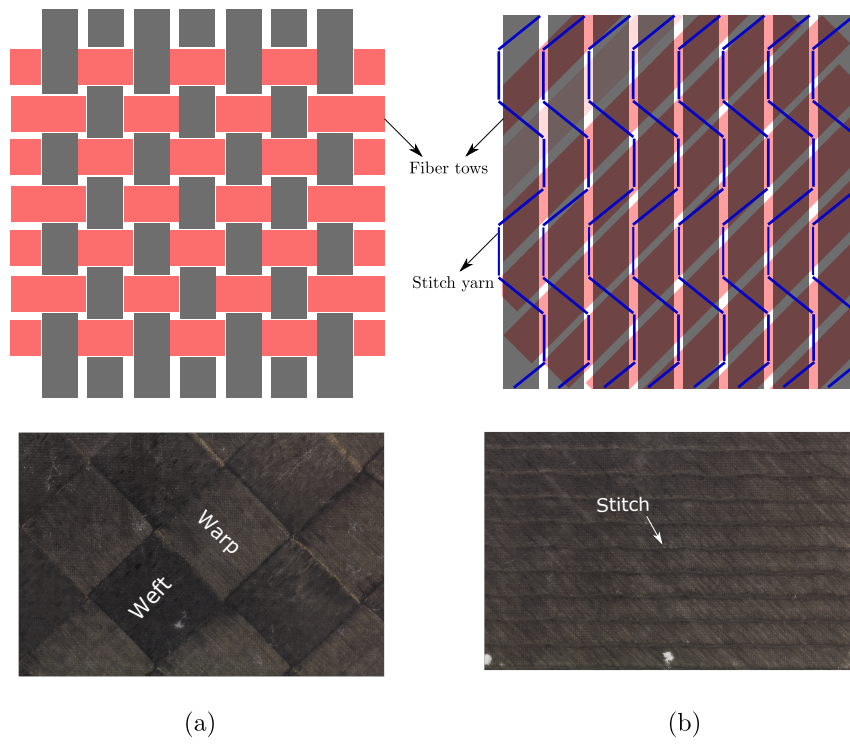 Fiber tows
Stitch yarn
Warp
Weft
Stitch
(a)
(b)